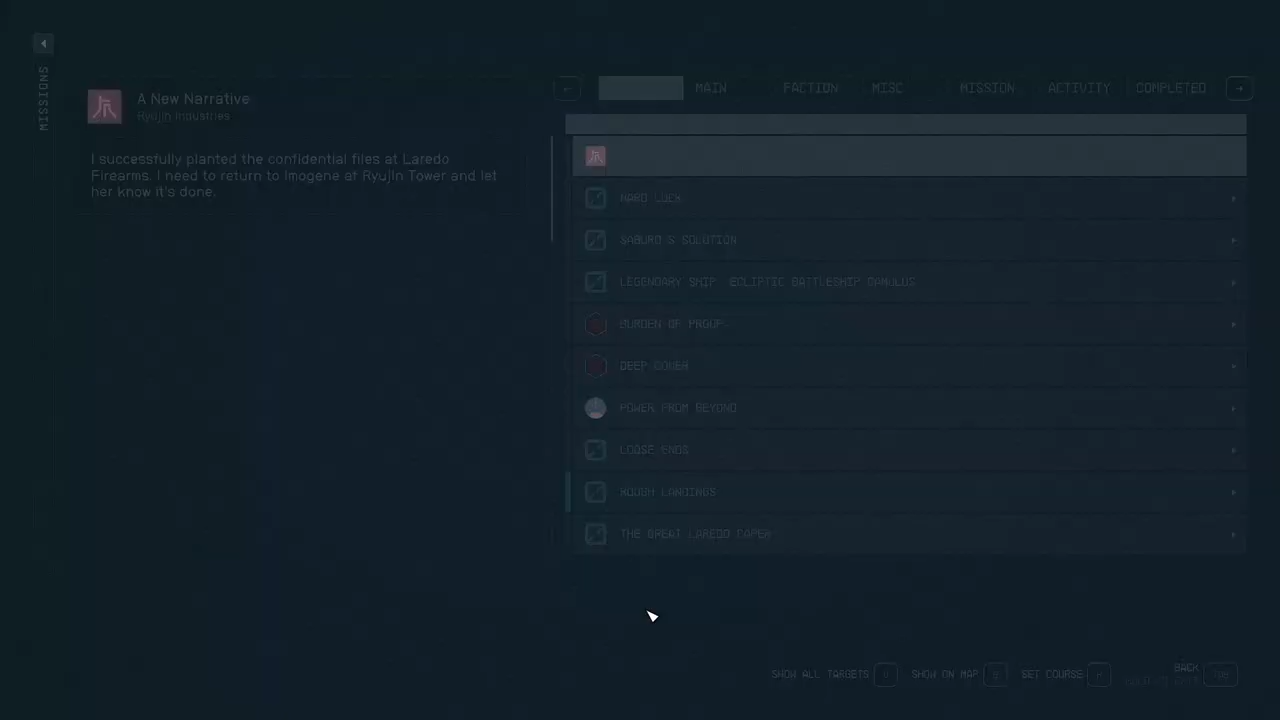 MISSIONS
A New Narrative
Ryujin Industries
I successfully planted the confidential files at Laredo
Firearms. I need to return to Imogene at Ryujin Tower and let
her know it's done.
MAIN FACTION MISC MISSION ACTIVITY COMPLETED
HARD LUCK
SABURO'S SOLUTION
LEGENDARY SHIP: ECLIPTIC BATTLESHIP CAMULUS
BURDEN OF PROOF
DEEP COVER
POWER FROM BEYOND
LOOSE ENDS
ROUGH LANDINGS
THE GREAT LAREDO CAPER
SHOW ALL TARGETS SHOW ON MAP SET COURSE BACK
TAB